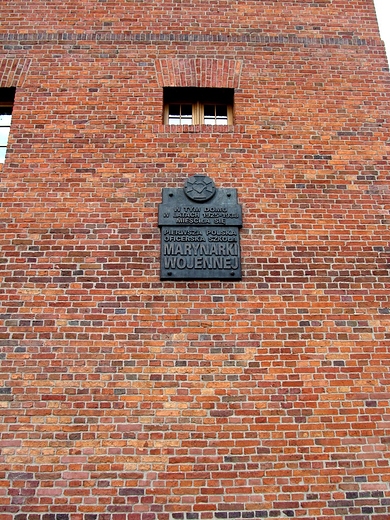 W TYM DOMU
W LATACH
MIEŚCIŁA SIĘ
PIERWSZA POLSKA
OFICERSKA SZKOŁA
MARYNARKI
WOJENNEJ